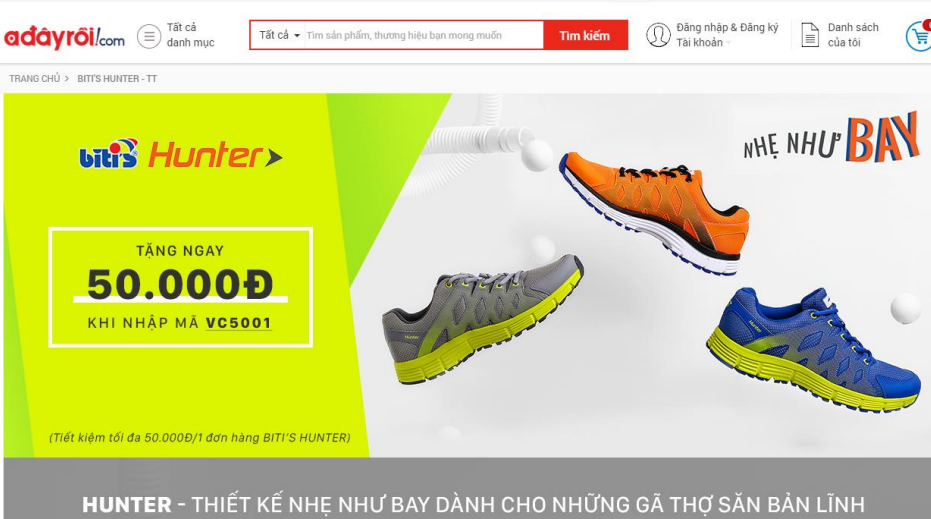 adâyrồi!.com
Tất cả
danh mục
Tất cả
Tìm sản phẩm, thương hiệu bạn mong muốn
Tìm kiếm
Đăng nhập & Đăng ký
Tài khoản
Danh sách
của tôi
TRANG CHỦ > BITI'S HUNTER - TT
biti's Hunter
NHẸ NHƯ BAY
TẶNG NGAY
50.000Đ
KHI NHẬP MÃ VC5001
Hunter
Hunter
(Tiết kiệm tối đa 50.000Đ/1 đơn hàng BITI'S HUNTER)
HUNTER - THIẾT KẾ NHẸ NHƯ BAY DÀNH CHO NHỮNG GÃ THỢ SĂN BẢN LĨNH